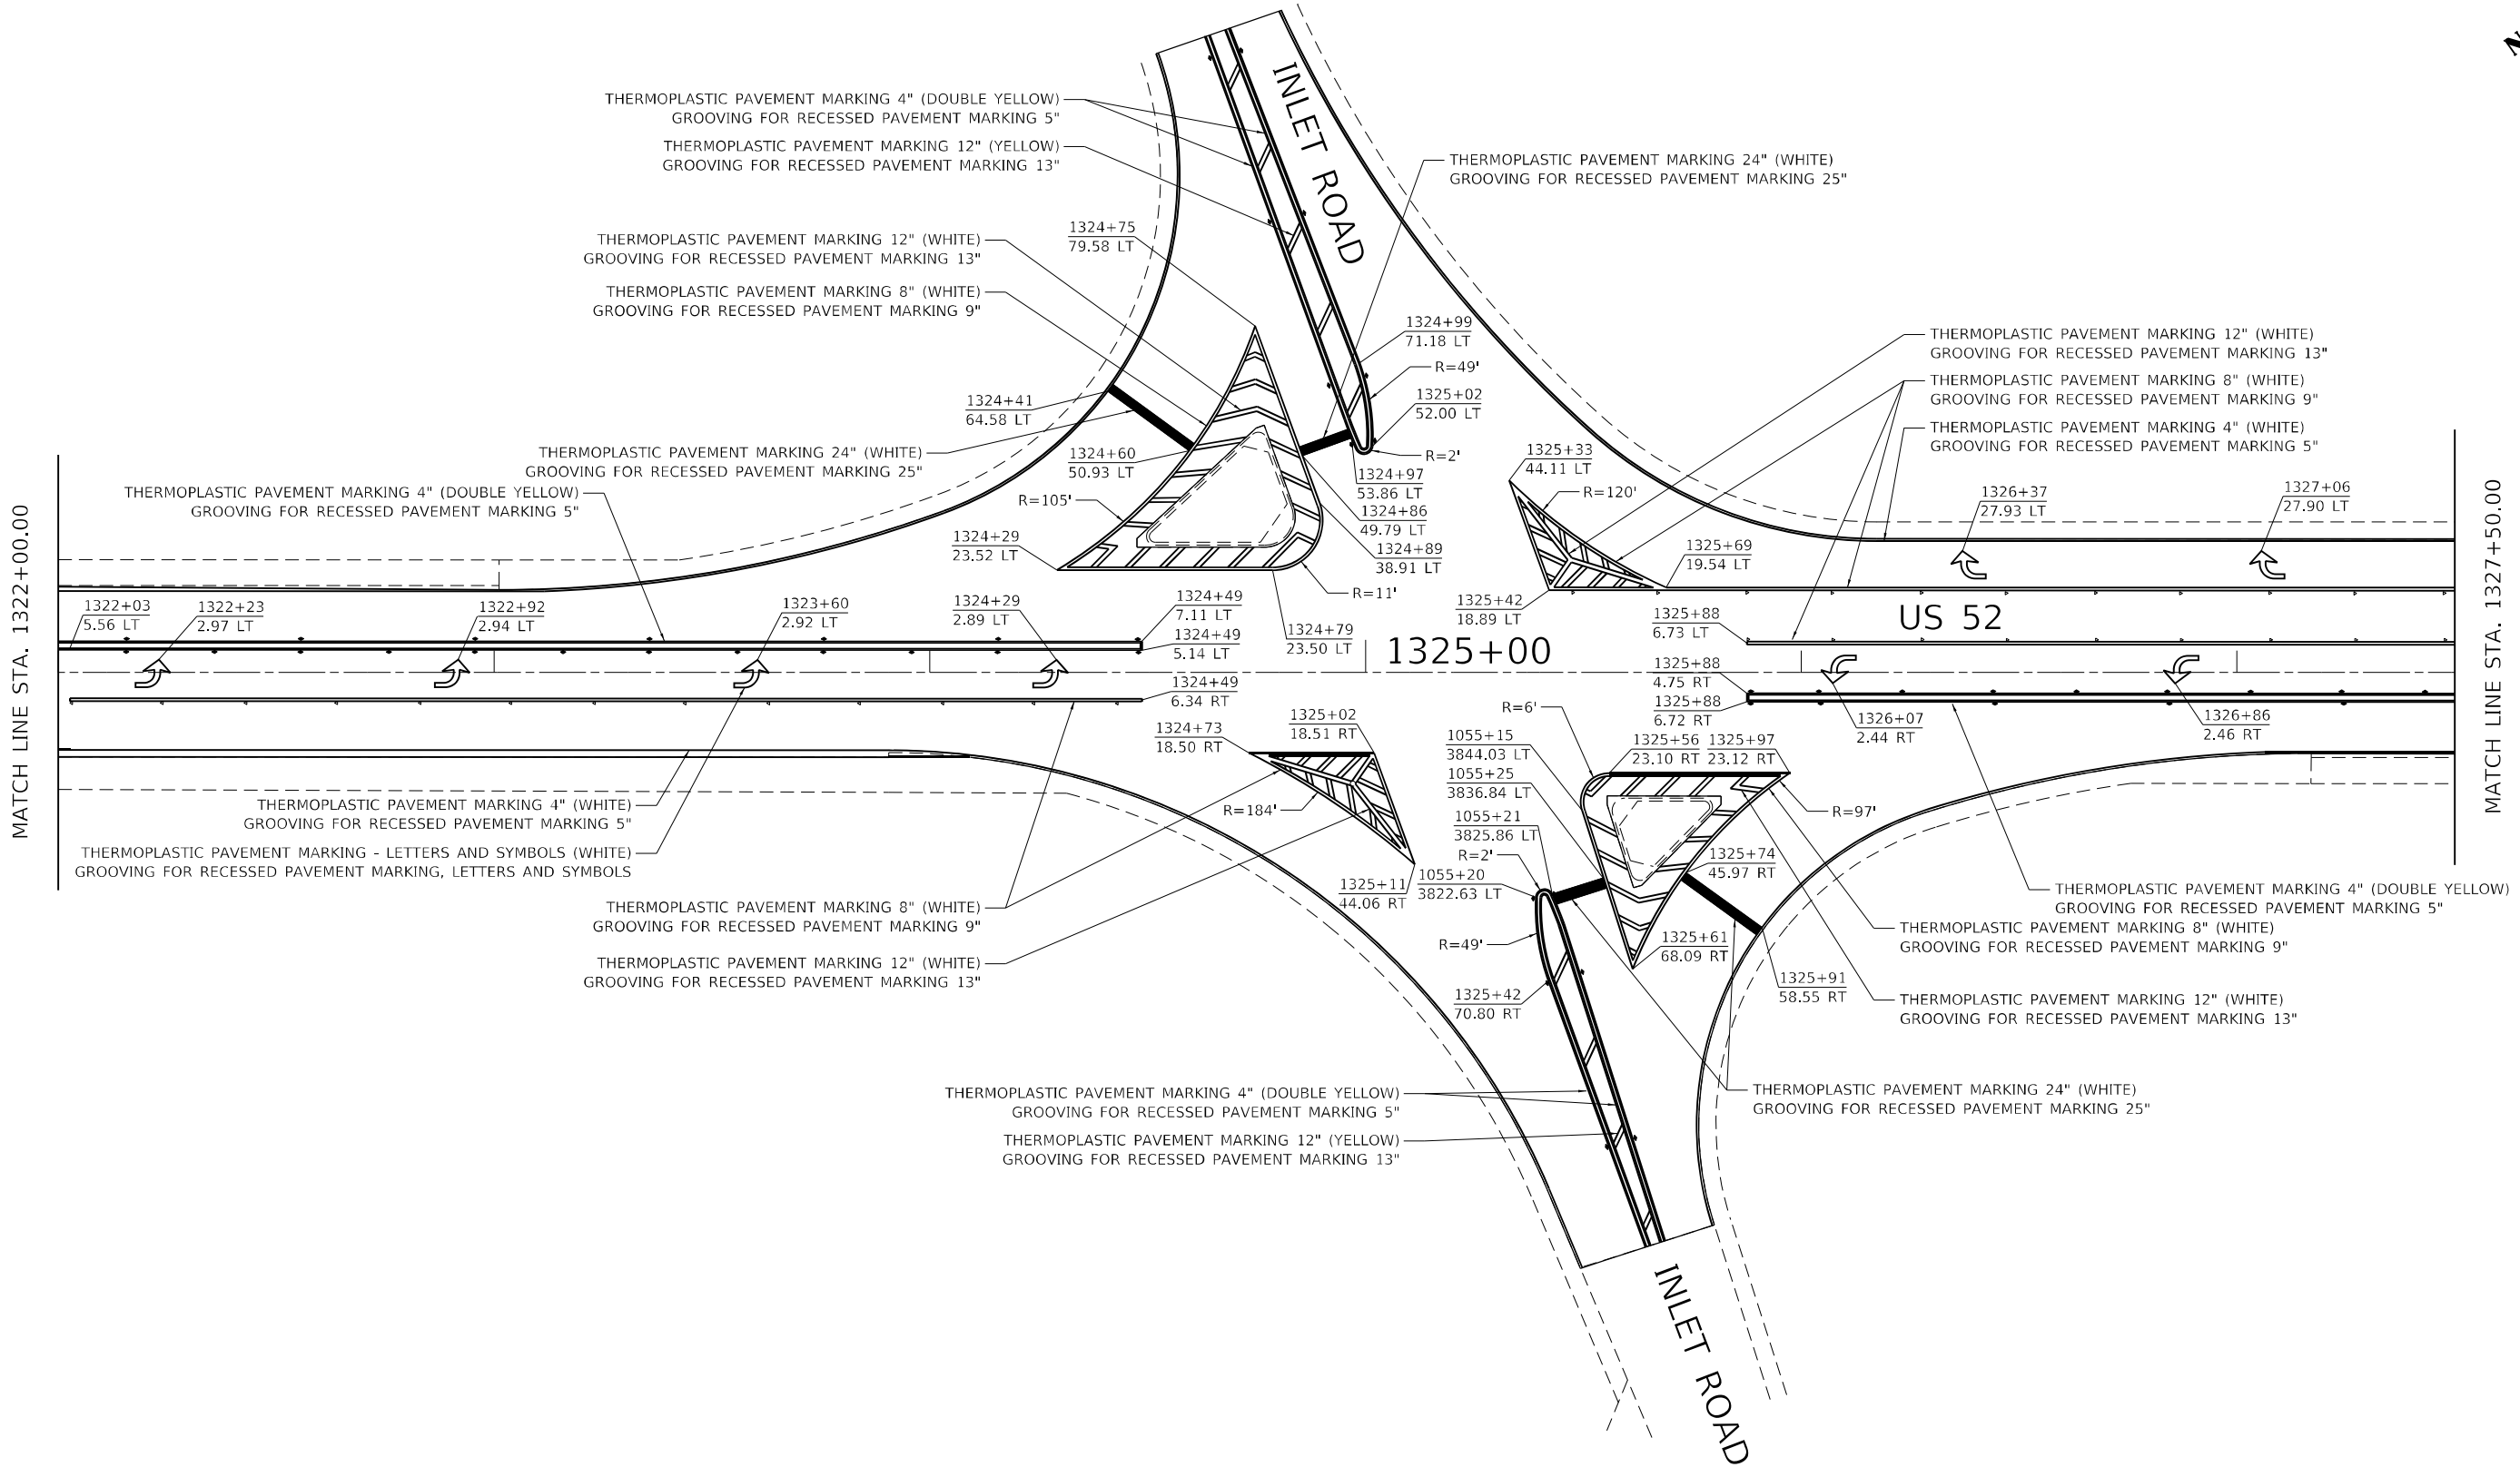 N
THERMOPLASTIC PAVEMENT MARKING 4" (DOUBLE YELLOW)
GROOVING FOR RECESSED PAVEMENT MARKING 5"
THERMOPLASTIC PAVEMENT MARKING 12" (YELLOW)
GROOVING FOR RECESSED PAVEMENT MARKING 13"
INLET ROAD
THERMOPLASTIC PAVEMENT MARKING 24" (WHITE)
GROOVING FOR RECESSED PAVEMENT MARKING 25"
1324+75
79.58 LT
THERMOPLASTIC PAVEMENT MARKING 12" (WHITE)
GROOVING FOR RECESSED PAVEMENT MARKING 13"
THERMOPLASTIC PAVEMENT MARKING 8" (WHITE)
GROOVING FOR RECESSED PAVEMENT MARKING 9"
1324+99
71.18 LT
R=49'
1325+02
52.00 LT
R=2'
THERMOPLASTIC PAVEMENT MARKING 12" (WHITE)
GROOVING FOR RECESSED PAVEMENT MARKING 13"
THERMOPLASTIC PAVEMENT MARKING 8" (WHITE)
GROOVING FOR RECESSED PAVEMENT MARKING 9"
THERMOPLASTIC PAVEMENT MARKING 4" (WHITE)
GROOVING FOR RECESSED PAVEMENT MARKING 5"
1324+41
64.58 LT
THERMOPLASTIC PAVEMENT MARKING 24" (WHITE)
GROOVING FOR RECESSED PAVEMENT MARKING 25"
1324+60
50.93 LT
THERMOPLASTIC PAVEMENT MARKING 4" (DOUBLE YELLOW)
GROOVING FOR RECESSED PAVEMENT MARKING 5"
R=105'
1324+97
53.86 LT
1324+86
49.79 LT
1324+89
38.91 LT
R=11'
1325+33
44.11 LT
R=120'
1326+37
27.93 LT
1327+06
27.90 LT
1324+29
23.52 LT
1325+69
19.54 LT
MATCH LINE STA. 1322+00.00
MATCH LINE STA. 1327+50.00
1322+03
5.56 LT
1322+23
2.97 LT
1322+92
2.94 LT
1323+60
2.92 LT
1324+29
2.89 LT
1324+49
7.11 LT
1324+49
5.14 LT
1324+79
23.50 LT
1325+42
18.89 LT
1325+88
6.73 LT
US 52
1325+00
1324+49
6.34 RT
1325+88
4.75 RT
1325+88
6.72 RT
1326+07
2.44 RT
1326+86
2.46 RT
1324+73
18.50 RT
1325+02
18.51 RT
R=6'
1055+15
3844.03 LT
1055+25
3836.84 LT
1055+21
3825.86 LT
R=2'
1055+20
3822.63 LT
1325+56
23.10 RT
1325+97
23.12 RT
R=97'
R=184'
1325+11
44.06 RT
1325+74
45.97 RT
THERMOPLASTIC PAVEMENT MARKING 4" (WHITE)
GROOVING FOR RECESSED PAVEMENT MARKING 5"
THERMOPLASTIC PAVEMENT MARKING - LETTERS AND SYMBOLS (WHITE)
GROOVING FOR RECESSED PAVEMENT MARKING, LETTERS AND SYMBOLS
THERMOPLASTIC PAVEMENT MARKING 8" (WHITE)
GROOVING FOR RECESSED PAVEMENT MARKING 9"
THERMOPLASTIC PAVEMENT MARKING 12" (WHITE)
GROOVING FOR RECESSED PAVEMENT MARKING 13"
R=49'
1325+42
70.80 RT
1325+61
68.09 RT
1325+91
58.55 RT
THERMOPLASTIC PAVEMENT MARKING 4" (DOUBLE YELLOW)
GROOVING FOR RECESSED PAVEMENT MARKING 5"
THERMOPLASTIC PAVEMENT MARKING 8" (WHITE)
GROOVING FOR RECESSED PAVEMENT MARKING 9"
THERMOPLASTIC PAVEMENT MARKING 12" (WHITE)
GROOVING FOR RECESSED PAVEMENT MARKING 13"
THERMOPLASTIC PAVEMENT MARKING 4" (DOUBLE YELLOW)
GROOVING FOR RECESSED PAVEMENT MARKING 5"
THERMOPLASTIC PAVEMENT MARKING 12" (YELLOW)
GROOVING FOR RECESSED PAVEMENT MARKING 13"
THERMOPLASTIC PAVEMENT MARKING 24" (WHITE)
GROOVING FOR RECESSED PAVEMENT MARKING 25"
INLET ROAD